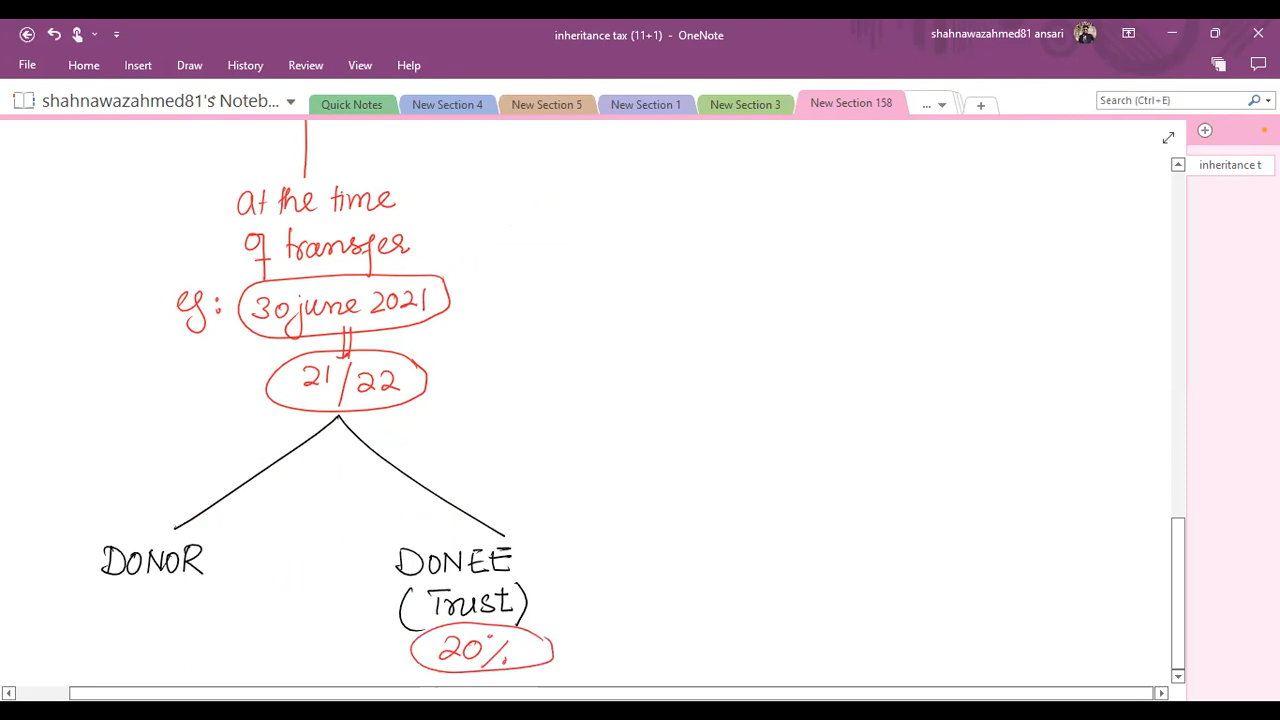 inheritance tax (11+1) - OneNote
shahnawazahmed81 ansari
File
Home
Insert
Draw
History
Review
View
Help
shahnawazahmed81's Noteb...
Quick Notes
New Section 4
New Section 5
New Section 1
New Section 3
New Section 158
...
Search (Ctrl+E)
inheritance t
at the time
of transfer
eg: 30 june 2021
21/22
DONOR
DONEE
(Trust)
20%